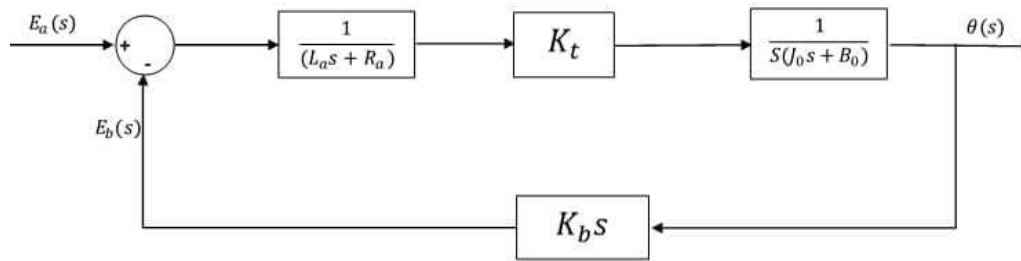 E_a(s)
+
-
1
(L_a s + R_a)
K_t
1
S(J_0 s + B_0)
θ(s)
E_b(s)
K_b s